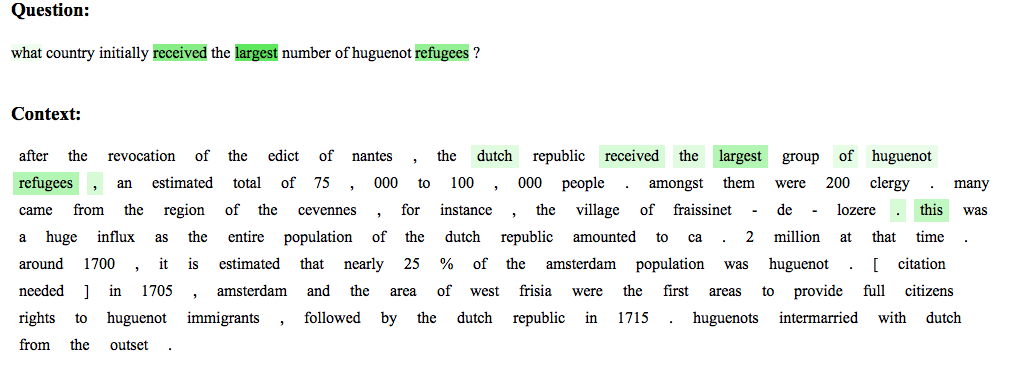 Question:
what country initially received the largest number of huguenot refugees ?
Context:
after the revocation of the edict of nantes , the dutch republic received the largest group of huguenot
refugees , an estimated total of 75 , 000 to 100 , 000 people . amongst them were 200 clergy . many
came from the region of the cevennes , for instance , the village of fraissinet - de - lozere . this was
a huge influx as the entire population of the dutch republic amounted to ca . 2 million at that time .
around 1700 , it is estimated that nearly 25 % of the amsterdam population was huguenot . [ citation
needed ] in 1705 , amsterdam and the area of west frisia were the first areas to provide full citizens
rights to huguenot immigrants , followed by the dutch republic in 1715 . huguenots intermarried with dutch
from the outset .